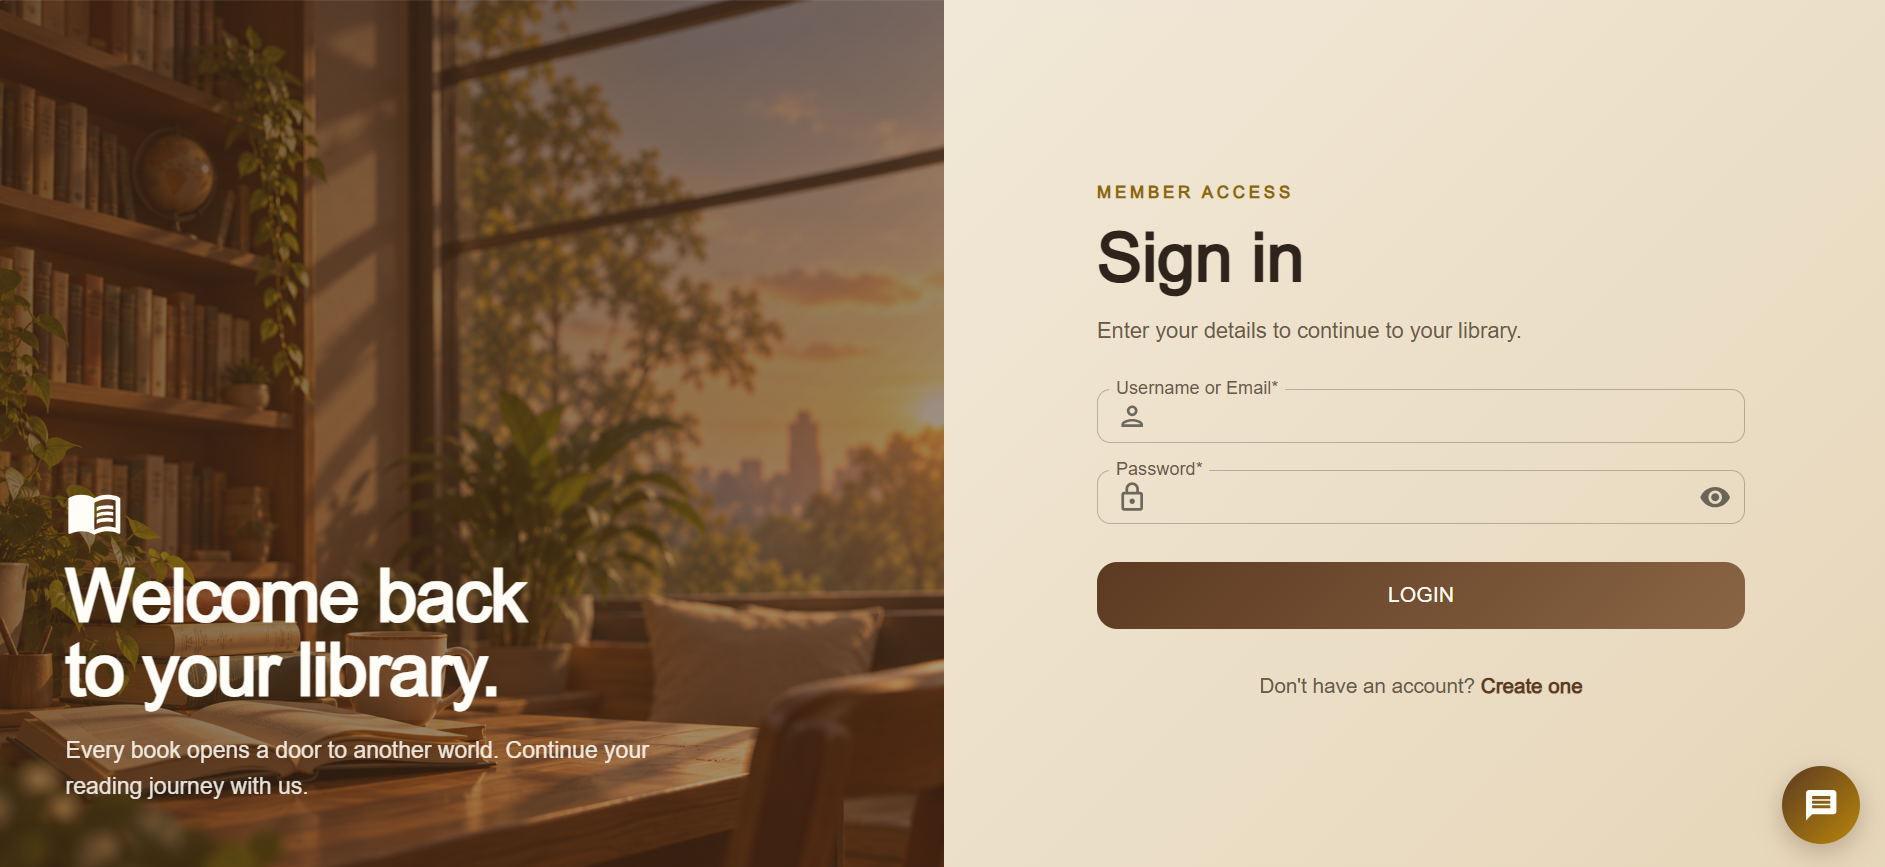 Welcome back
to your library.
Every book opens a door to another world. Continue your
reading journey with us.
MEMBER ACCESS
Sign in
Enter your details to continue to your library.
Username or Email*
Password*
LOGIN
Don't have an account? Create one